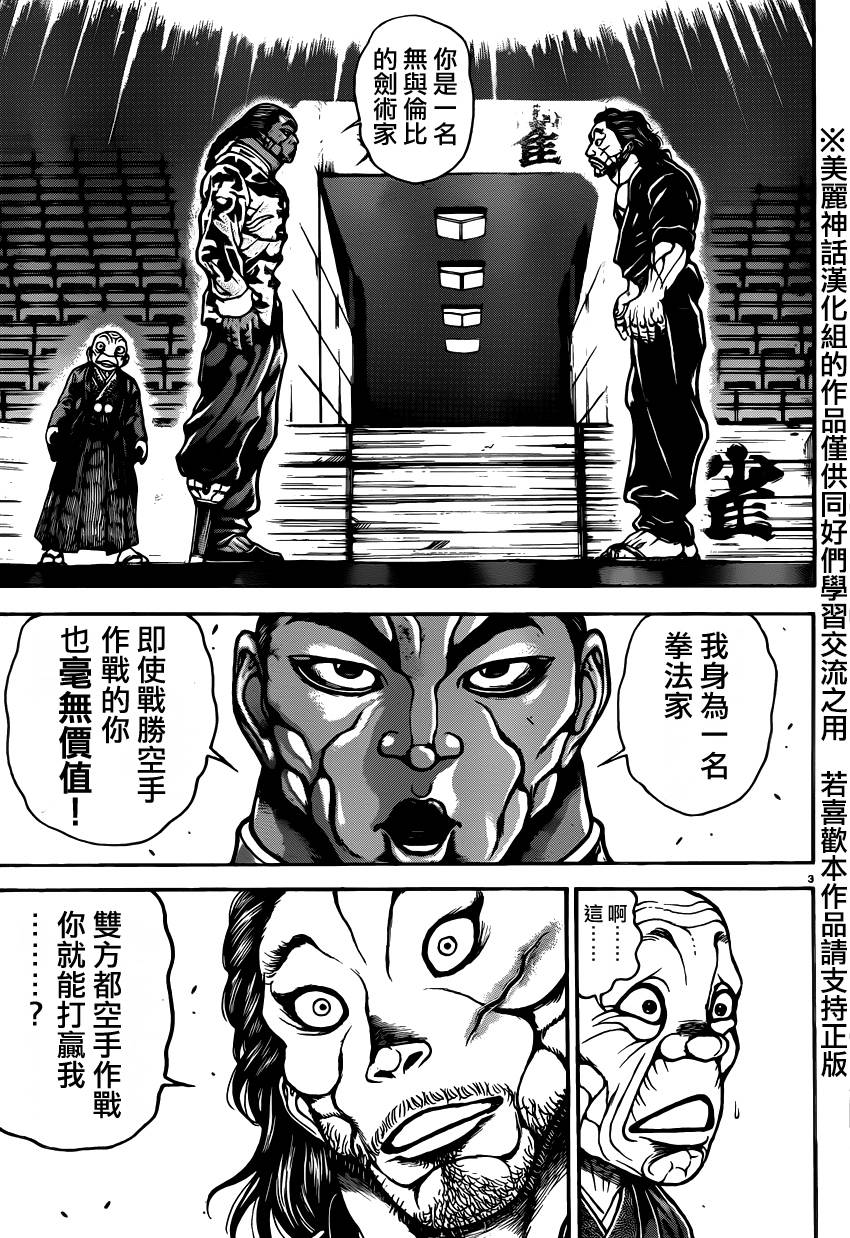 你是一名
無與倫比
的劍術家
雀
雀
我身為一名
拳法家
即使戰勝空手
作戰的你
也毫無價值！
3
啊……
這……
雙方都空手作戰
你就能打贏我
………？
※美麗神話漢化組的作品僅供同好們學習交流之用　若喜歡本作品請支持正版